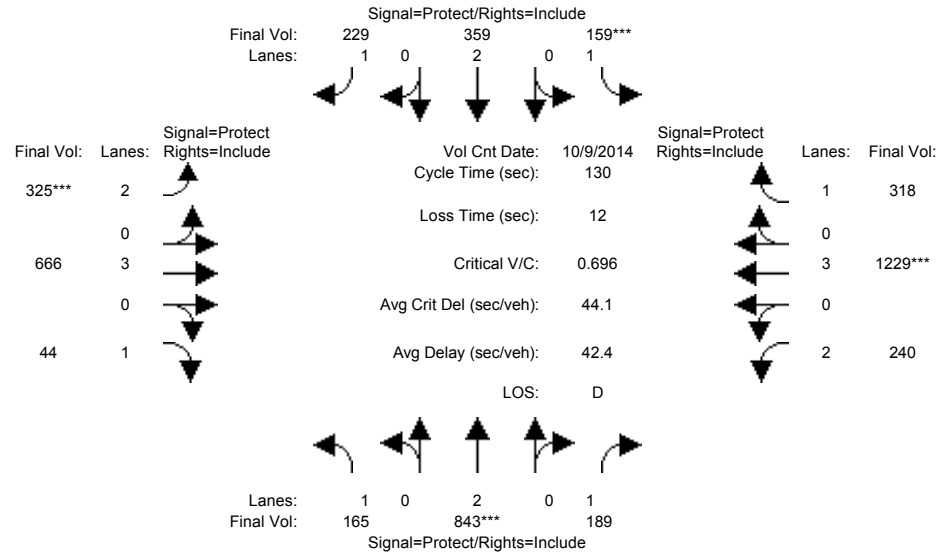 Signal=Protect/Rights=Include
Final Vol: 229 359 159***
Lanes: 1 0 2 0 1
Signal=Protect Signal=Protect
Final Vol: Lanes: Rights=Include Vol Cnt Date: 10/9/2014 Rights=Include Lanes: Final Vol:
Cycle Time (sec): 130
325*** 2 1 318
Loss Time (sec): 12
0 0
666 3 Critical V/C: 0.696 3 1229***
0 Avg Crit Del (sec/veh): 44.1 0
44 1 Avg Delay (sec/veh): 42.4 2 240
LOS: D
Lanes: 1 0 2 0 1
Final Vol: 165 843*** 189
Signal=Protect/Rights=Include